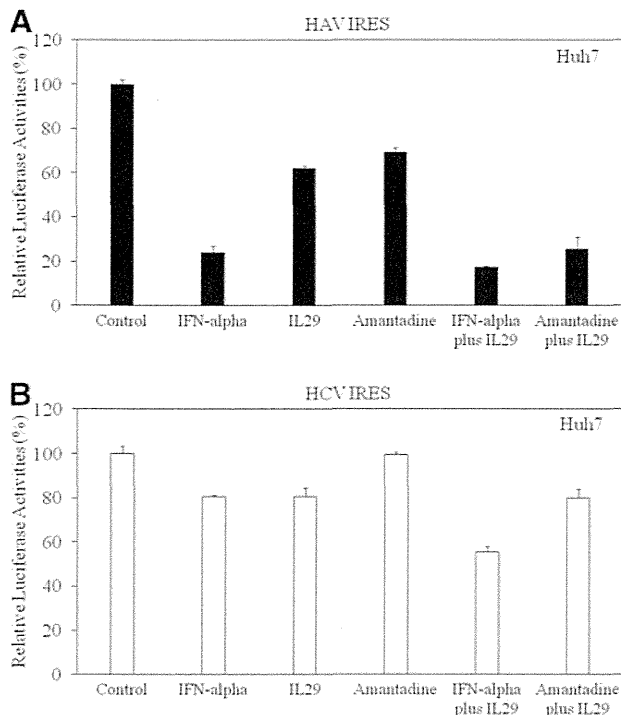 A
HAV IRES
Huh7
Relative Luciferase Activities (%)
120
100
80
60
40
20
0
Control IFN-alpha IL29 Amantadine IFN-alpha plus IL29 Amantadine plus IL29
B
HCV IRES
Huh7
Relative Luciferase Activities (%)
120
100
80
60
40
20
0
Control IFN-alpha IL29 Amantadine IFN-alpha plus IL29 Amantadine plus IL29